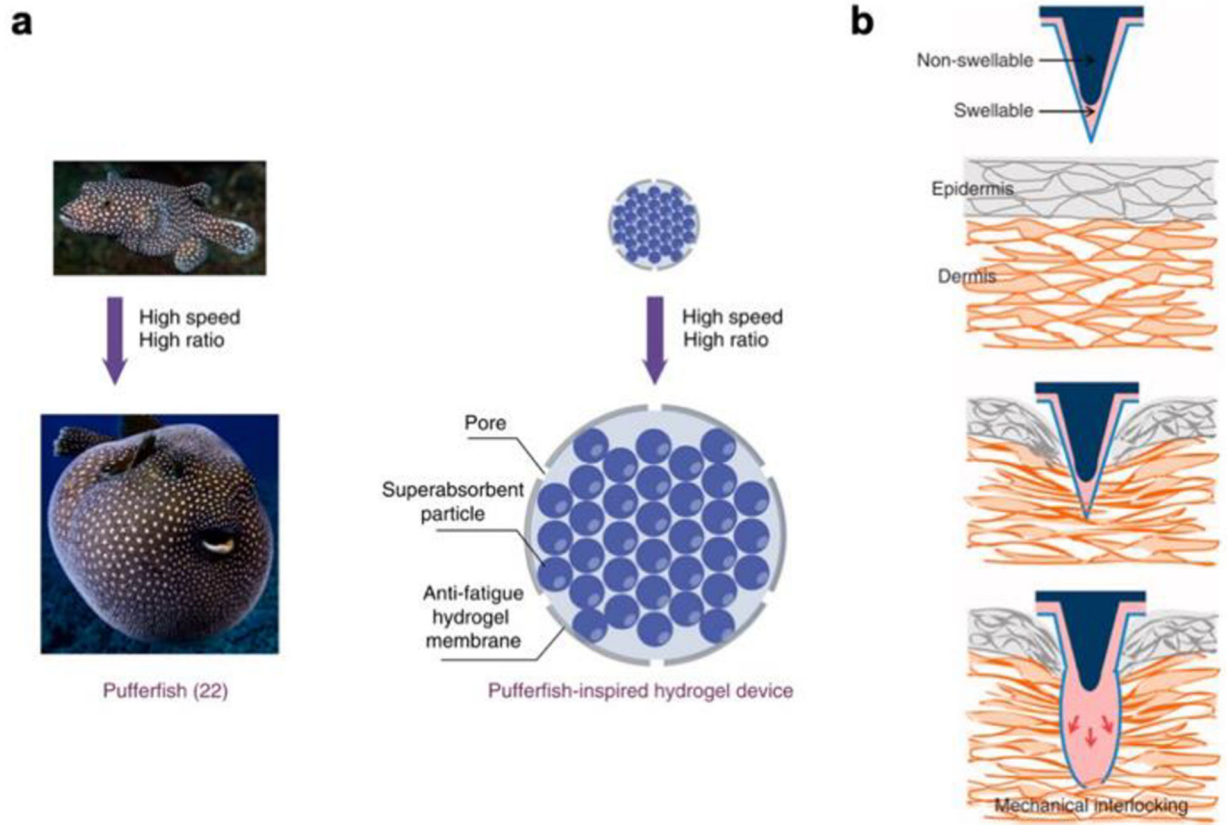 a
High speed
High ratio
Pufferfish (22)
High speed
High ratio
Pore
Superabsorbent
particle
Anti-fatigue
hydrogel
membrane
Pufferfish-inspired hydrogel device
b
Non-swellable
Swellable
Epidermis
Dermis
Mechanical interlocking